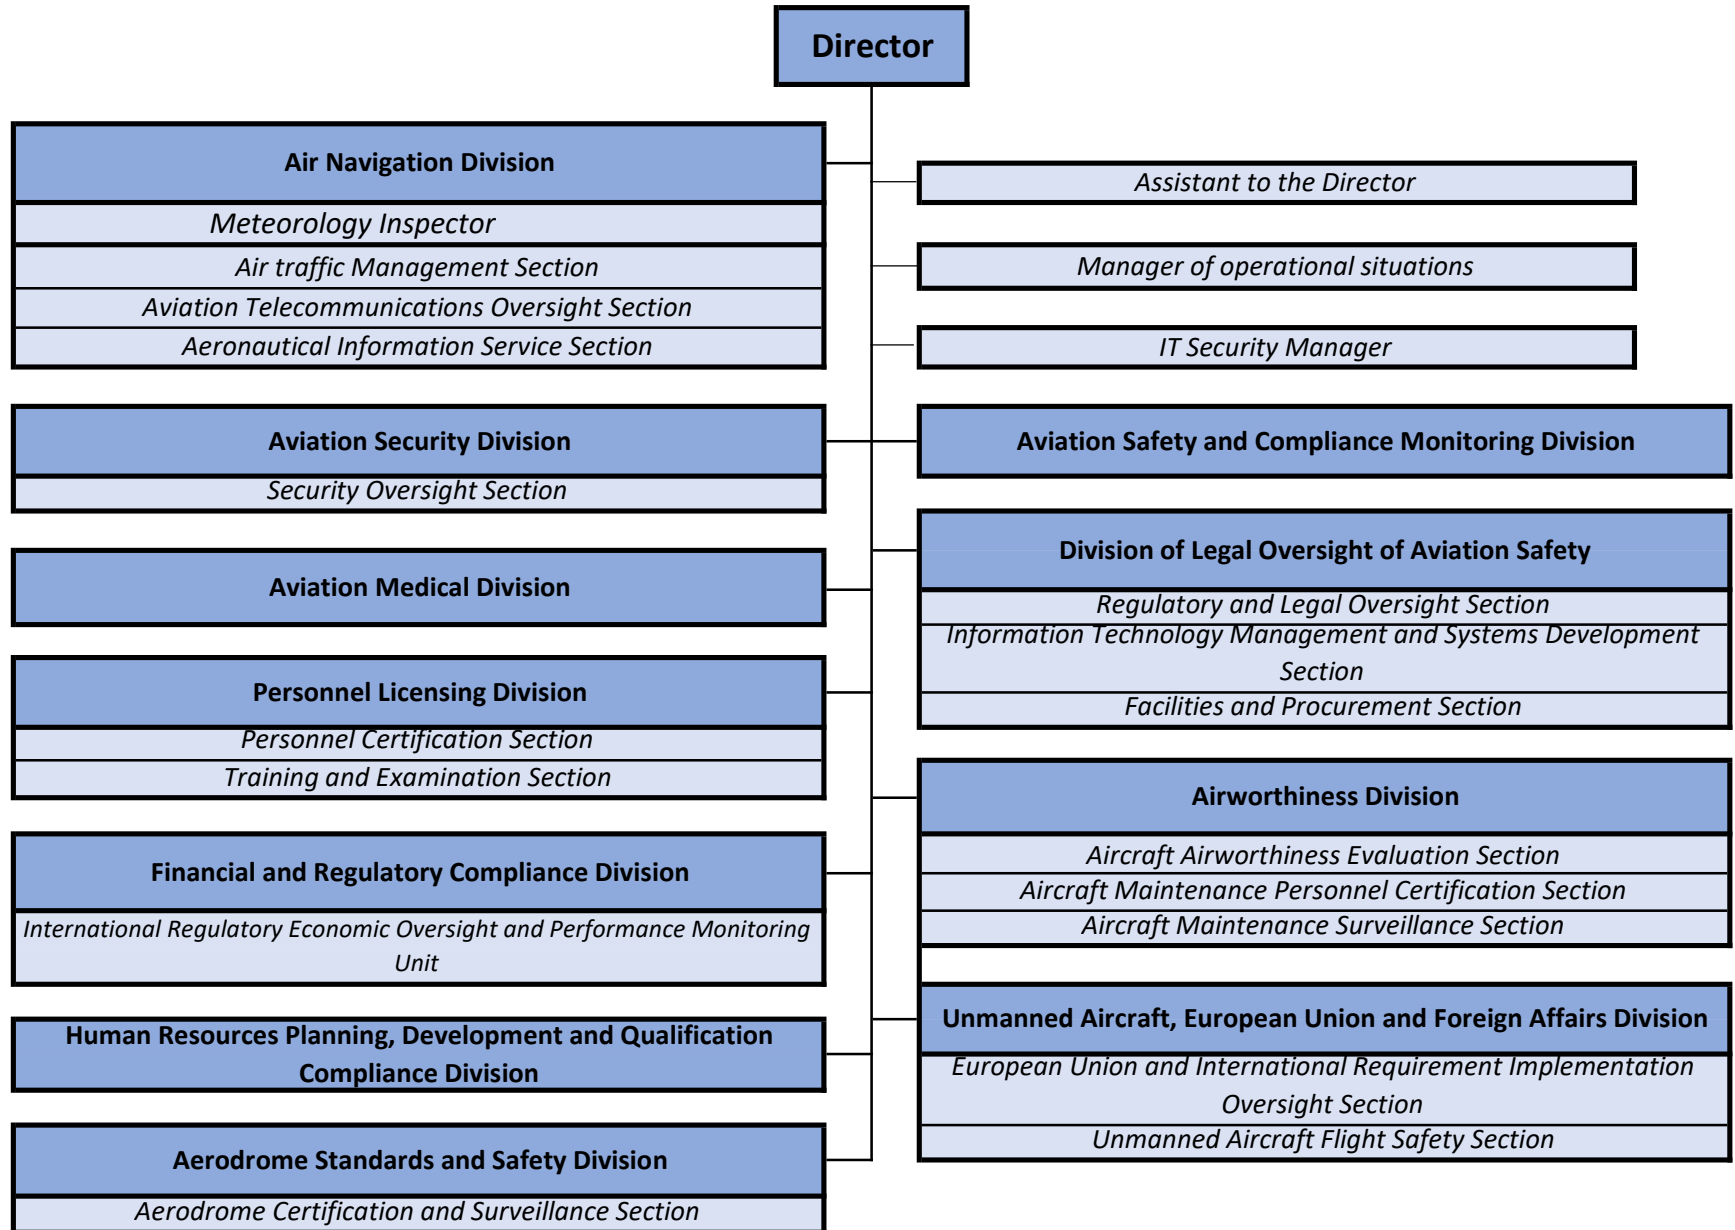 Director
Air Navigation Division
Meteorology Inspector
Air traffic Management Section
Aviation Telecommunications Oversight Section
Aeronautical Information Service Section
Assistant to the Director
Manager of operational situations
IT Security Manager
Aviation Security Division
Security Oversight Section
Aviation Safety and Compliance Monitoring Division
Aviation Medical Division
Division of Legal Oversight of Aviation Safety
Regulatory and Legal Oversight Section
Information Technology Management and Systems Development
Section
Facilities and Procurement Section
Personnel Licensing Division
Personnel Certification Section
Training and Examination Section
Airworthiness Division
Aircraft Airworthiness Evaluation Section
Aircraft Maintenance Personnel Certification Section
Aircraft Maintenance Surveillance Section
Financial and Regulatory Compliance Division
International Regulatory Economic Oversight and Performance Monitoring
Unit
Human Resources Planning, Development and Qualification
Compliance Division
Unmanned Aircraft, European Union and Foreign Affairs Division
European Union and International Requirement Implementation
Oversight Section
Unmanned Aircraft Flight Safety Section
Aerodrome Standards and Safety Division
Aerodrome Certification and Surveillance Section